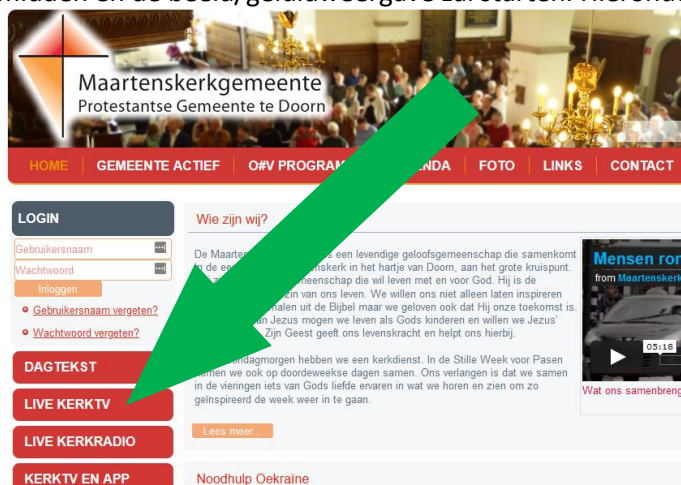 Maartenskerkgemeente
Protestantse Gemeente te Doorn
HOME GEMEENTE ACTIEF O#V PROGRAM NDA FOTO LINKS CONTACT
LOGIN
Gebruikersnaam
Wachtwoord
Inloggen
Gebruikersnaam vergeten?
Wachtwoord vergeten?
DAGTEKST
LIVE KERKTV
LIVE KERKRADIO
KERKTV EN APP
Wie zijn wij?
De Maarten s een levendige geloofsgemeenschap die samenkomt
in de ee nskerk in het hartje van Doorn, aan het grote kruispunt.
meenschap die wil leven met en voor God. Hij is de
zin van ons leven. We willen ons niet alleen laten inspireren
halen uit de Bijbel maar we geloven ook dat Hij onze toekomst is.
an Jezus mogen we leven als Gods kinderen en willen we Jezus'
Zijn Geest geeft ons levenskracht en helpt ons hierbij.
ndagmorgen hebben we een kerkdienst. In de Stille Week voor Pasen
komen we ook op doordeweekse dagen samen. Ons verlangen is dat we samen
in de vieringen iets van Gods liefde ervaren in wat we horen en zien om zo
geïnspireerd de week weer in te gaan.
Lees meer...
Mensen ron
from Maartenskerk
05:18
Wat ons samenbreng
Noodhulp Oekraïne